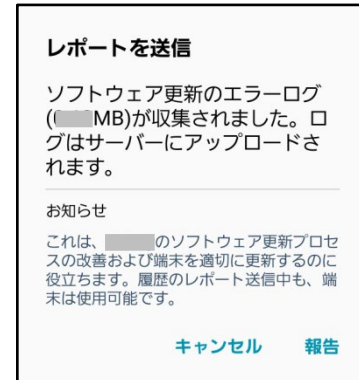 レポートを送信
ソフトウェア更新のエラーログ
(MB)が収集されました。ロ
グはサーバーにアップロードさ
れます。
お知らせ
これは、のソフトウェア更新プロセ
スの改善および端末を適切に更新するのに
役立ちます。履歴のレポート送信中も、端
末は使用可能です。
キャンセル 報告